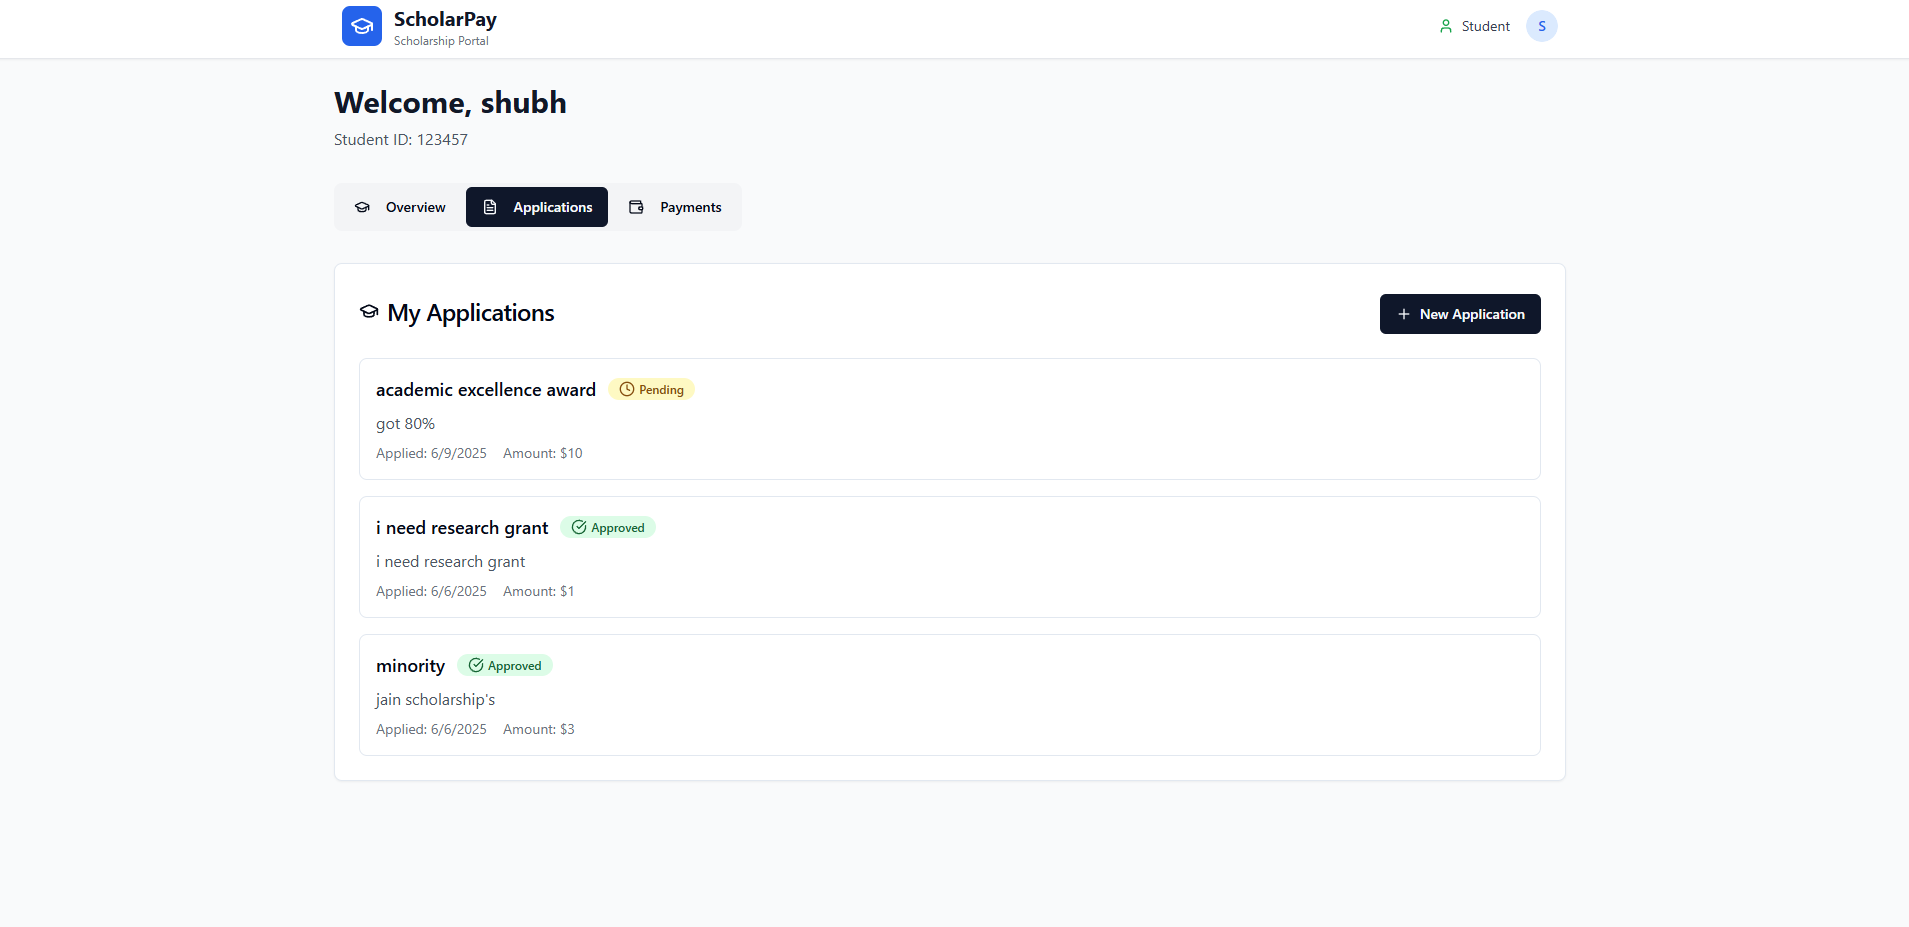 ScholarPay
Scholarship Portal
Student
S
Welcome, shubh
Student ID: 123457
Overview
Applications
Payments
My Applications
New Application
academic excellence award
Pending
got 80%
Applied: 6/9/2025 Amount: $10
i need research grant
Approved
i need research grant
Applied: 6/6/2025 Amount: $1
minority
Approved
jain scholarship's
Applied: 6/6/2025 Amount: $3